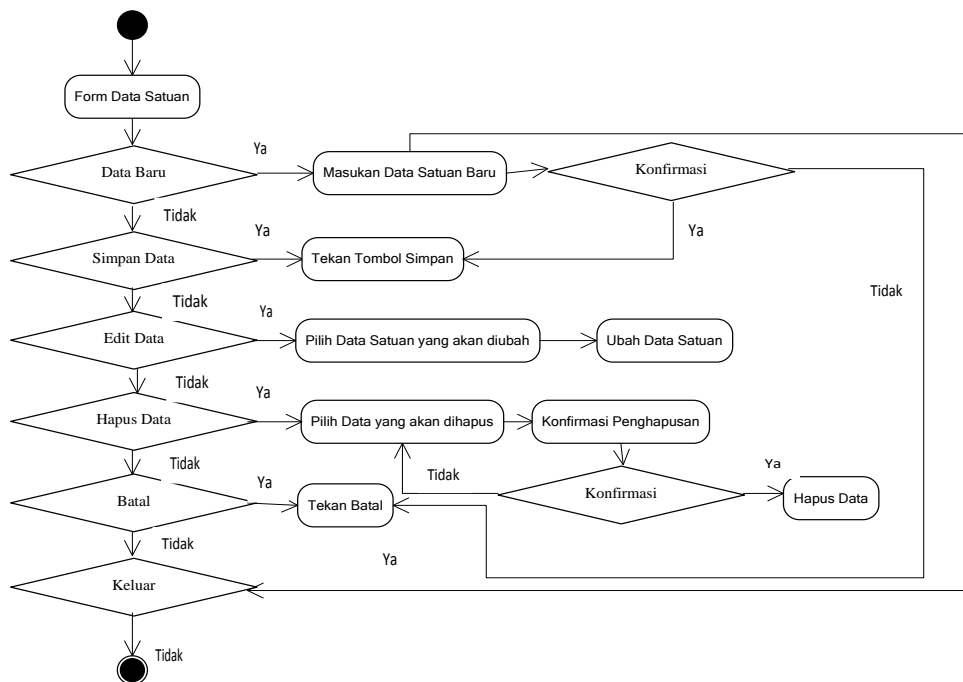 Form Data Satuan
Ya
Data Baru
Masukan Data Satuan Baru
Konfirmasi
Tidak
Ya
Ya
Simpan Data
Tekan Tombol Simpan
Tidak
Tidak
Ya
Edit Data
Pilih Data Satuan yang akan diubah
Ubah Data Satuan
Tidak
Ya
Hapus Data
Pilih Data yang akan dihapus
Konfirmasi Penghapusan
Tidak
Tidak
Ya
Ya
Batal
Tekan Batal
Konfirmasi
Hapus Data
Tidak
Ya
Keluar
Tidak